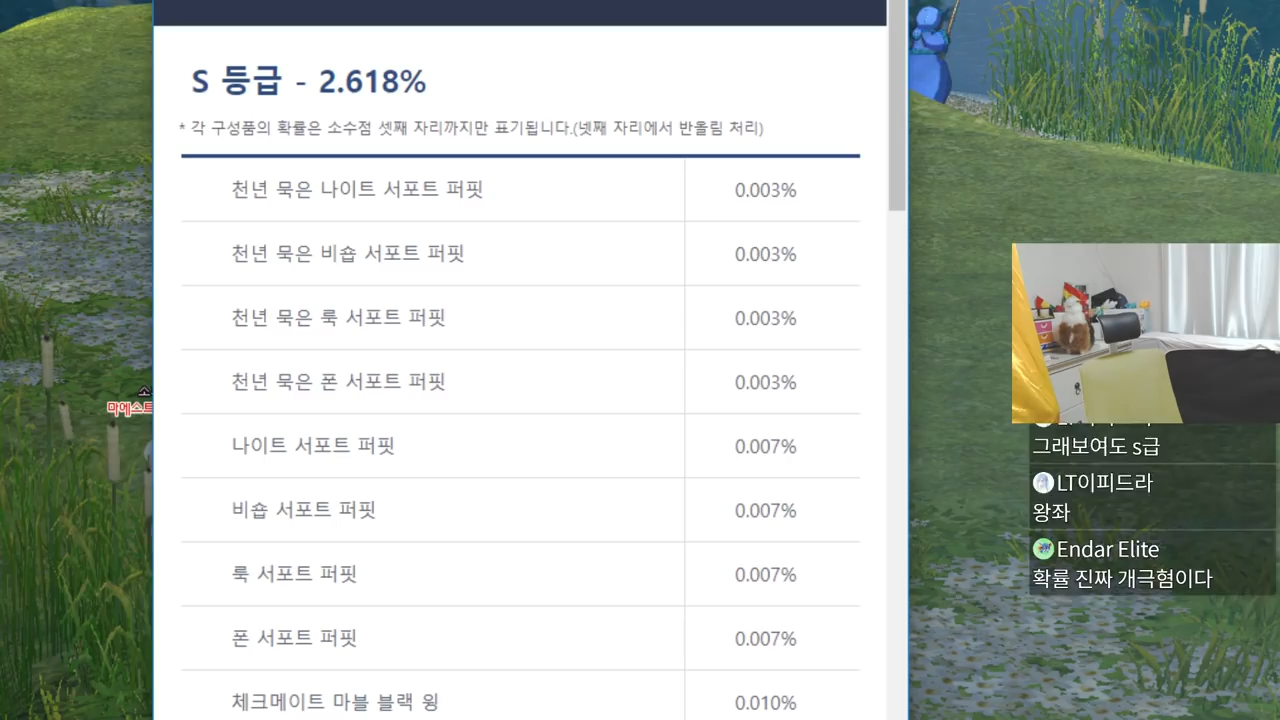 S 등급 - 2.618%
* 각 구성품의 확률은 소수점 셋째 자리까지만 표기됩니다.(넷째 자리에서 반올림 처리)
천년 묵은 나이트 서포트 퍼핏 0.003%
천년 묵은 비숍 서포트 퍼핏 0.003%
천년 묵은 룩 서포트 퍼핏 0.003%
천년 묵은 폰 서포트 퍼핏 0.003%
나이트 서포트 퍼핏 0.007%
비숍 서포트 퍼핏 0.007%
룩 서포트 퍼핏 0.007%
폰 서포트 퍼핏 0.007%
체크메이트 마블 블랙 윙 0.010%
소
마에스트
그래보여도 s급
LT이피드라
왕좌
Endar Elite
확률 진짜 개극혐이다